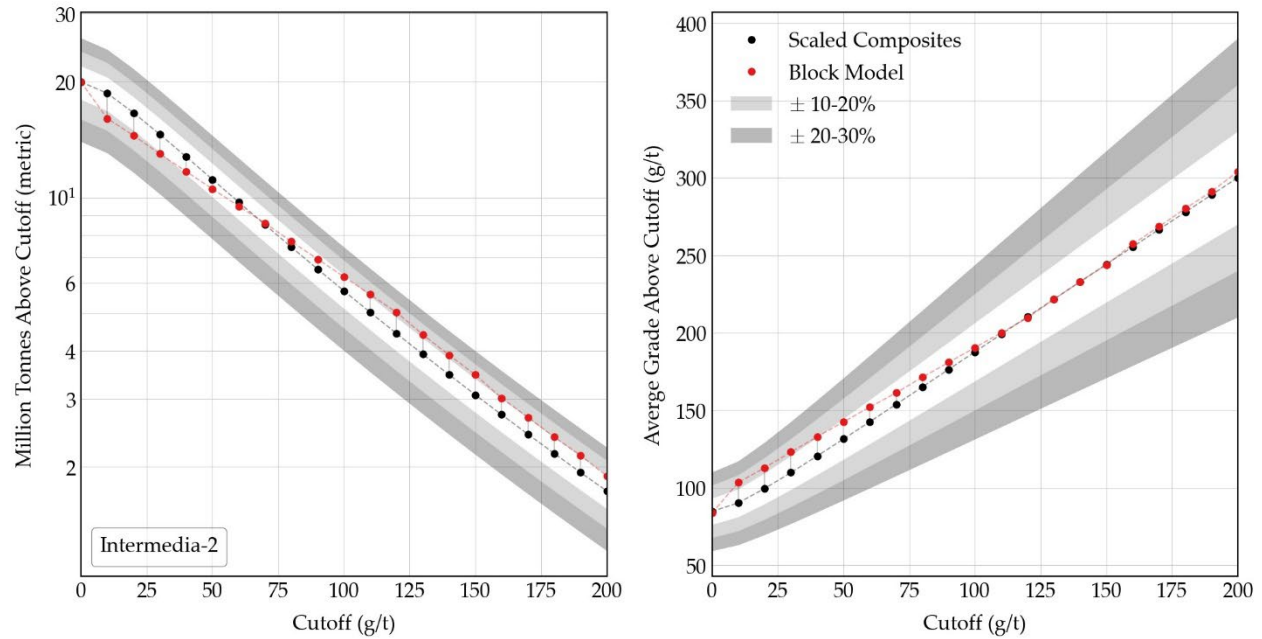 Million Tonnes Above Cutoff (metric)
30
20
10¹
6
4
3
2
Intermedia-2
0 25 50 75 100 125 150 175 200
Cutoff (g/t)
Averge Grade Above Cutoff (g/t)
400
350
300
250
200
150
100
50
Scaled Composites
Block Model
± 10-20%
± 20-30%
0 25 50 75 100 125 150 175 200
Cutoff (g/t)